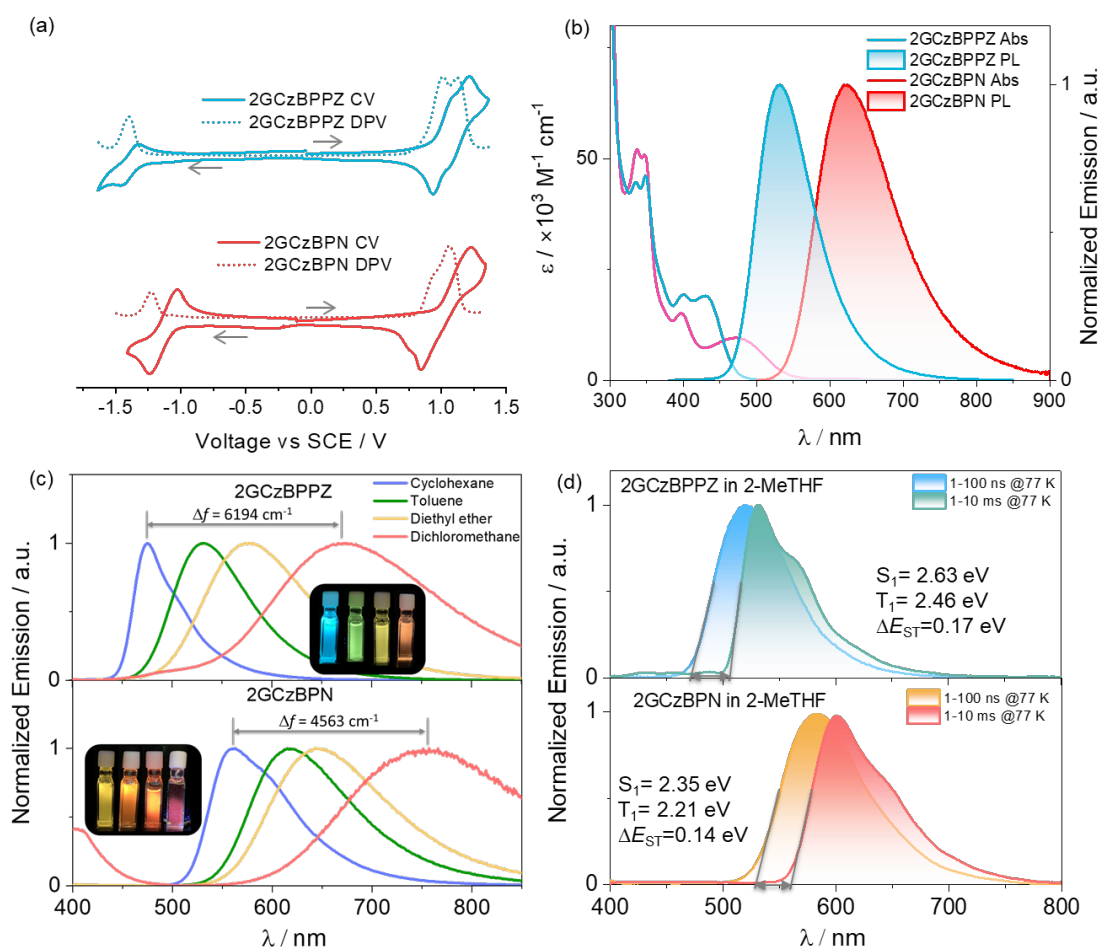 (a)
2GCzBPPZ CV
2GCzBPPZ DPV
2GCzBPN CV
2GCzBPN DPV
-1.5 -1.0 -0.5 0.0 0.5 1.0 1.5
Voltage vs SCE / V
(b)
2GCzBPPZ Abs
2GCzBPPZ PL
2GCzBPN Abs
2GCzBPN PL
50
0
ε / ×10³ M⁻¹ cm⁻¹
1
0
Normalized Emission / a.u.
300 400 500 600 700 800 900
λ / nm
(c)
2GCzBPPZ
Cyclohexane
Toluene
Diethyl ether
Dichloromethane
Δf = 6194 cm⁻¹
1
0
2GCzBPN
Δf = 4563 cm⁻¹
1
0
Normalized Emission / a.u.
400 500 600 700 800
λ / nm
(d)
2GCzBPPZ in 2-MeTHF
1-100 ns @77 K
1-10 ms @77 K
S₁= 2.63 eV
T₁= 2.46 eV
ΔE_ST=0.17 eV
1
0
2GCzBPN in 2-MeTHF
1-100 ns @77 K
1-10 ms @77 K
S₁= 2.35 eV
T₁= 2.21 eV
ΔE_ST=0.14 eV
1
0
Normalized Emission / a.u.
400 500 600 700 800
λ / nm